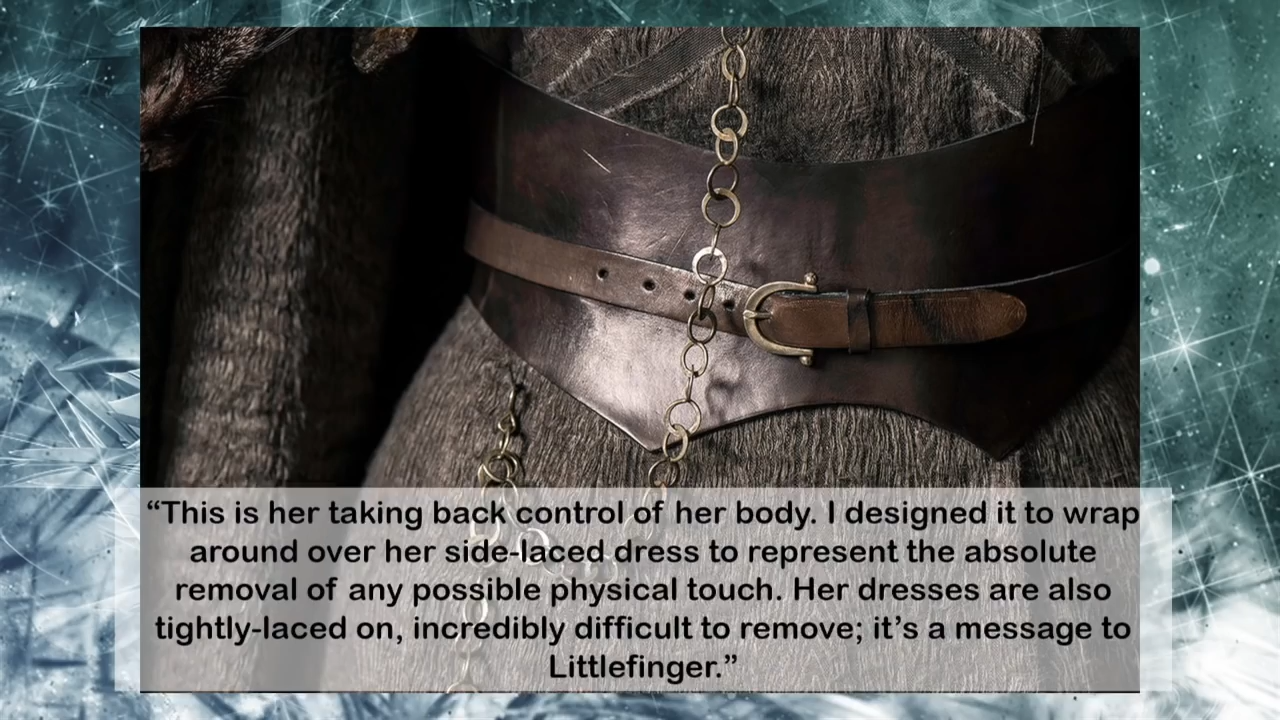 “This is her taking back control of her body. I designed it to wrap
around over her side-laced dress to represent the absolute
removal of any possible physical touch. Her dresses are also
tightly-laced on, incredibly difficult to remove; it’s a message to
Littlefinger.”